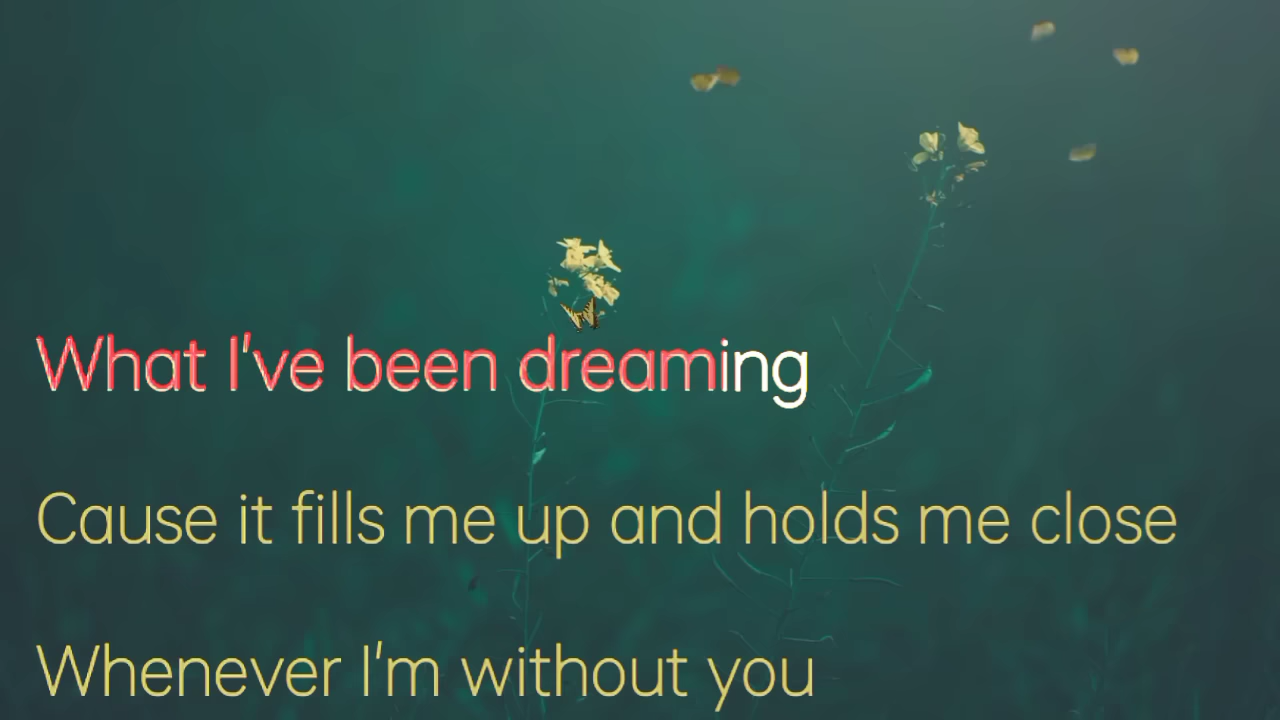 What I've been dreaming
Cause it fills me up and holds me close
Whenever I'm without you